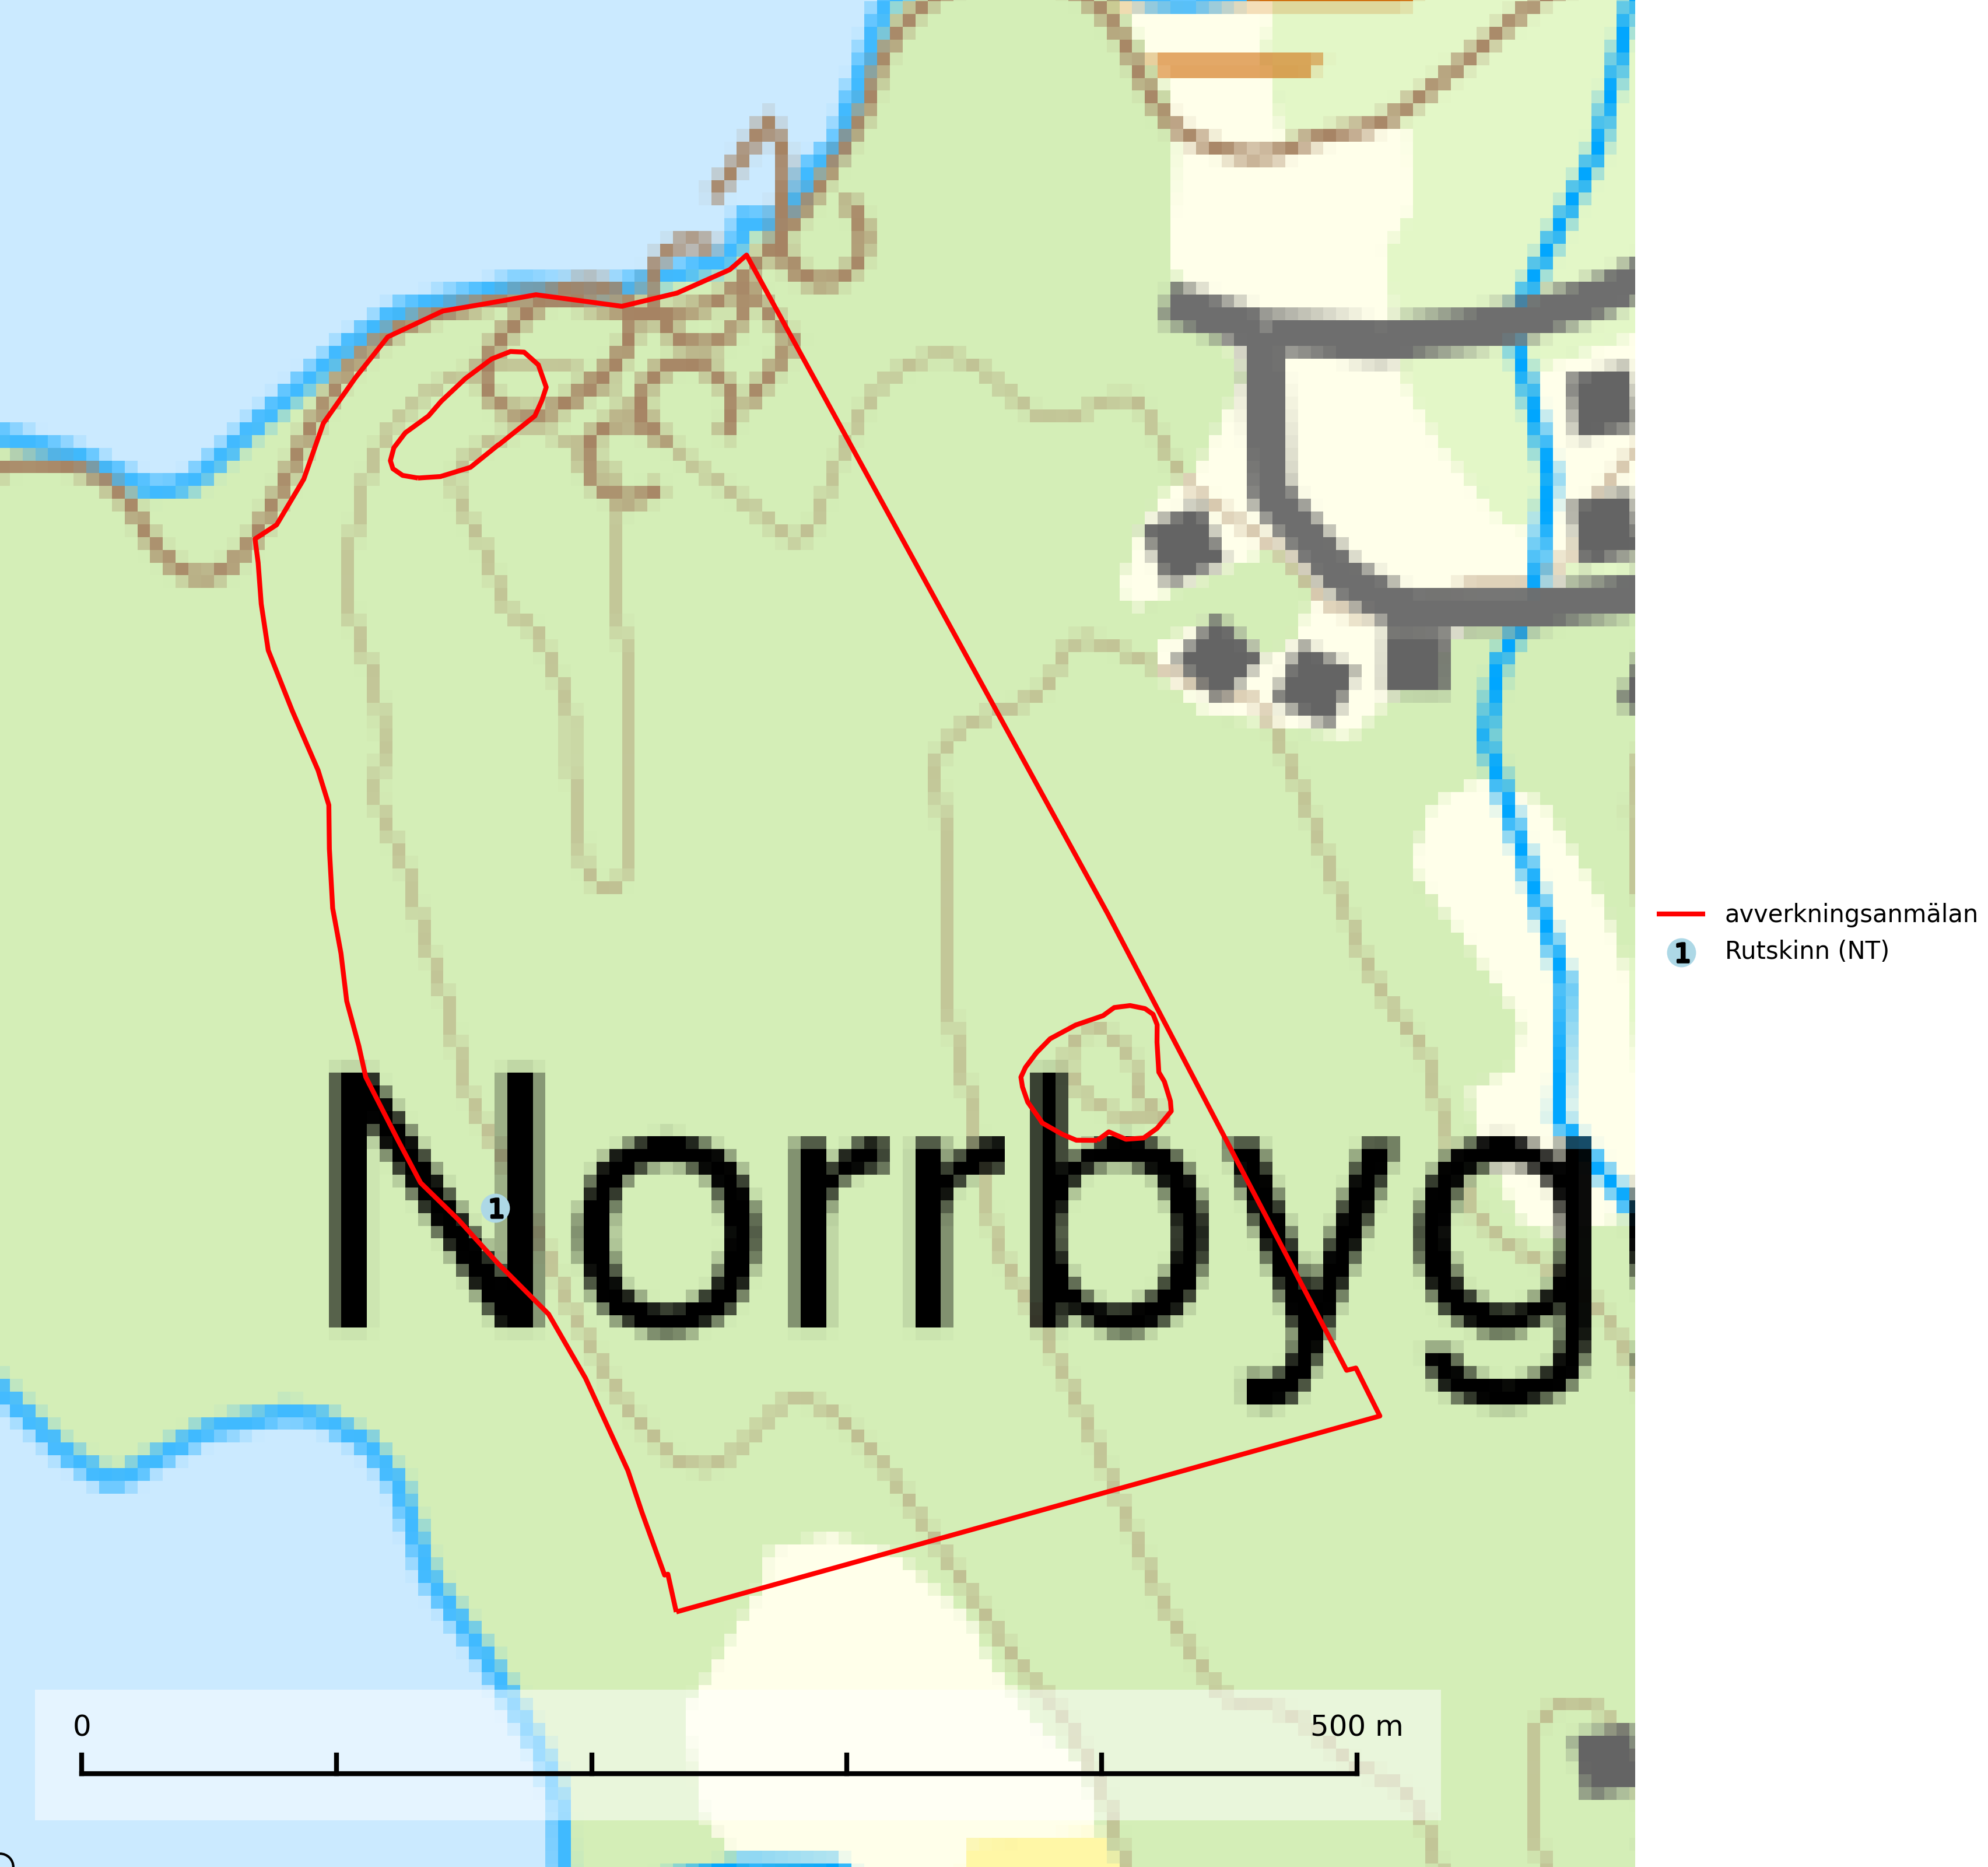 avverkningsanmälan
1 Rutskinn (NT)
1
Norrbyg
0 500 m